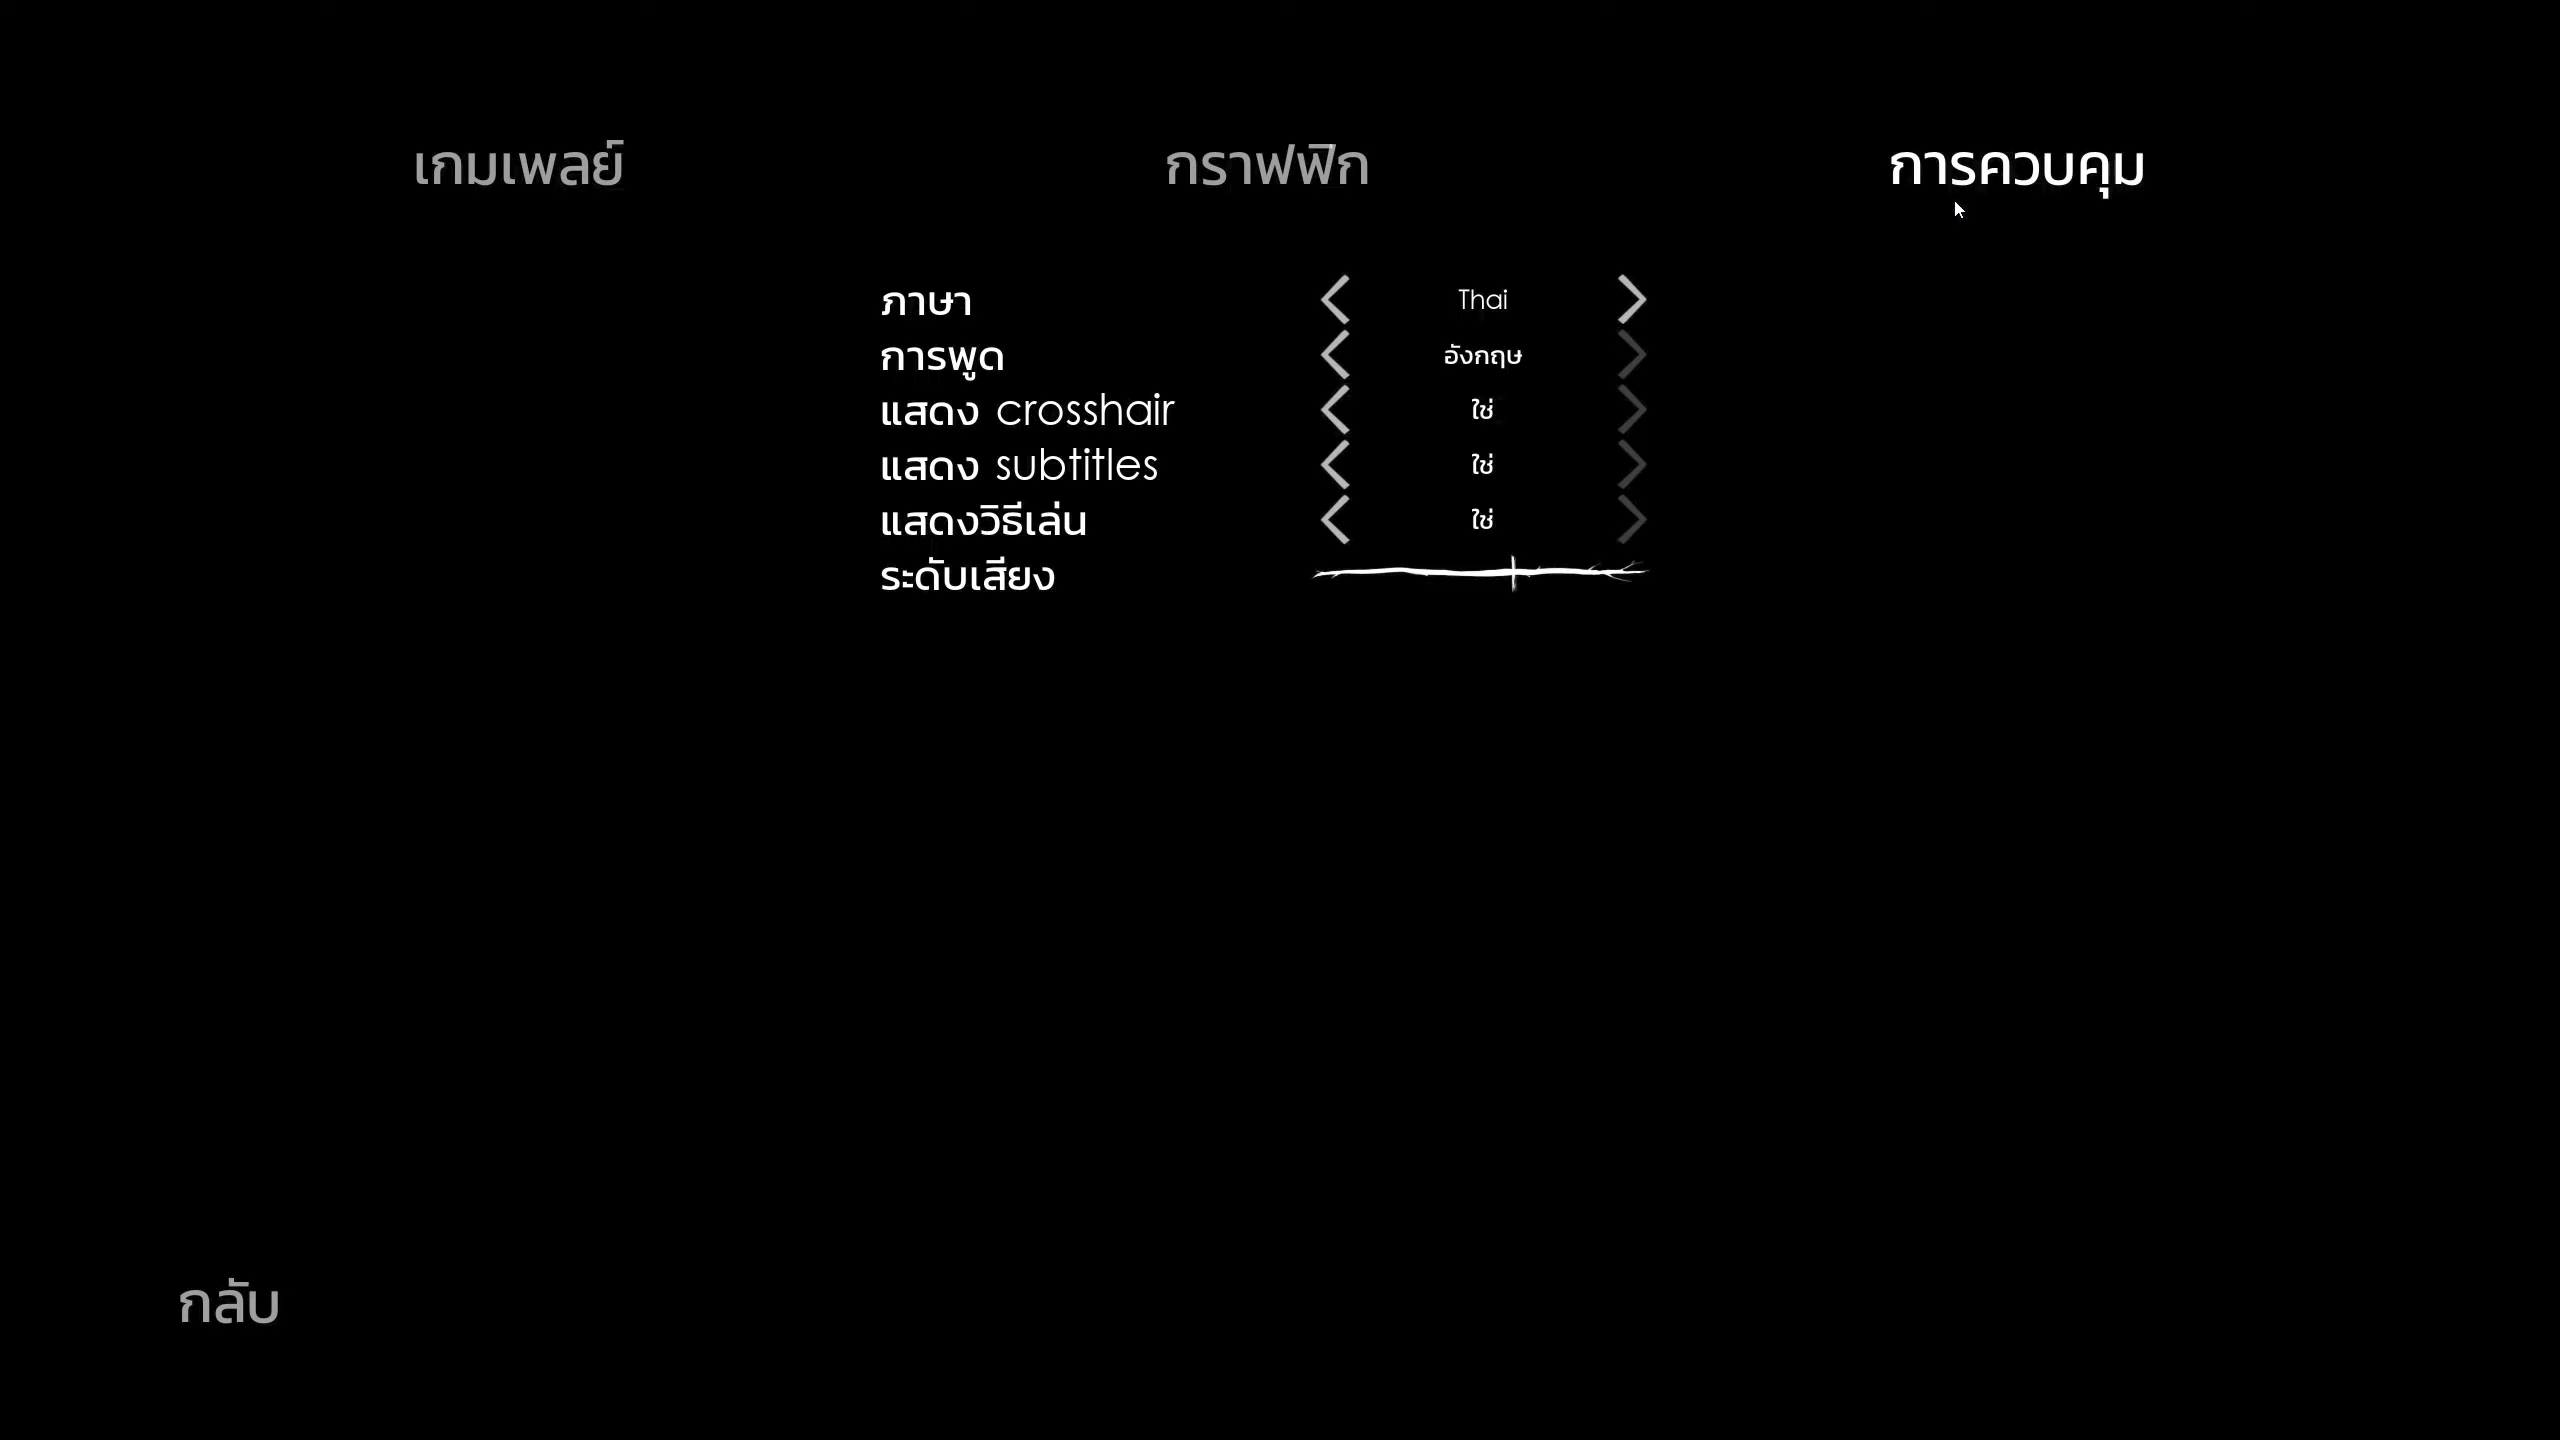 เกมเพลย์ กราฟฟิก การควบคุม
ภาษา Thai
การพูด อังกฤษ
แสดง crosshair ใช่
แสดง subtitles ใช่
แสดงวิธีเล่น ใช่
ระดับเสียง
กลับ